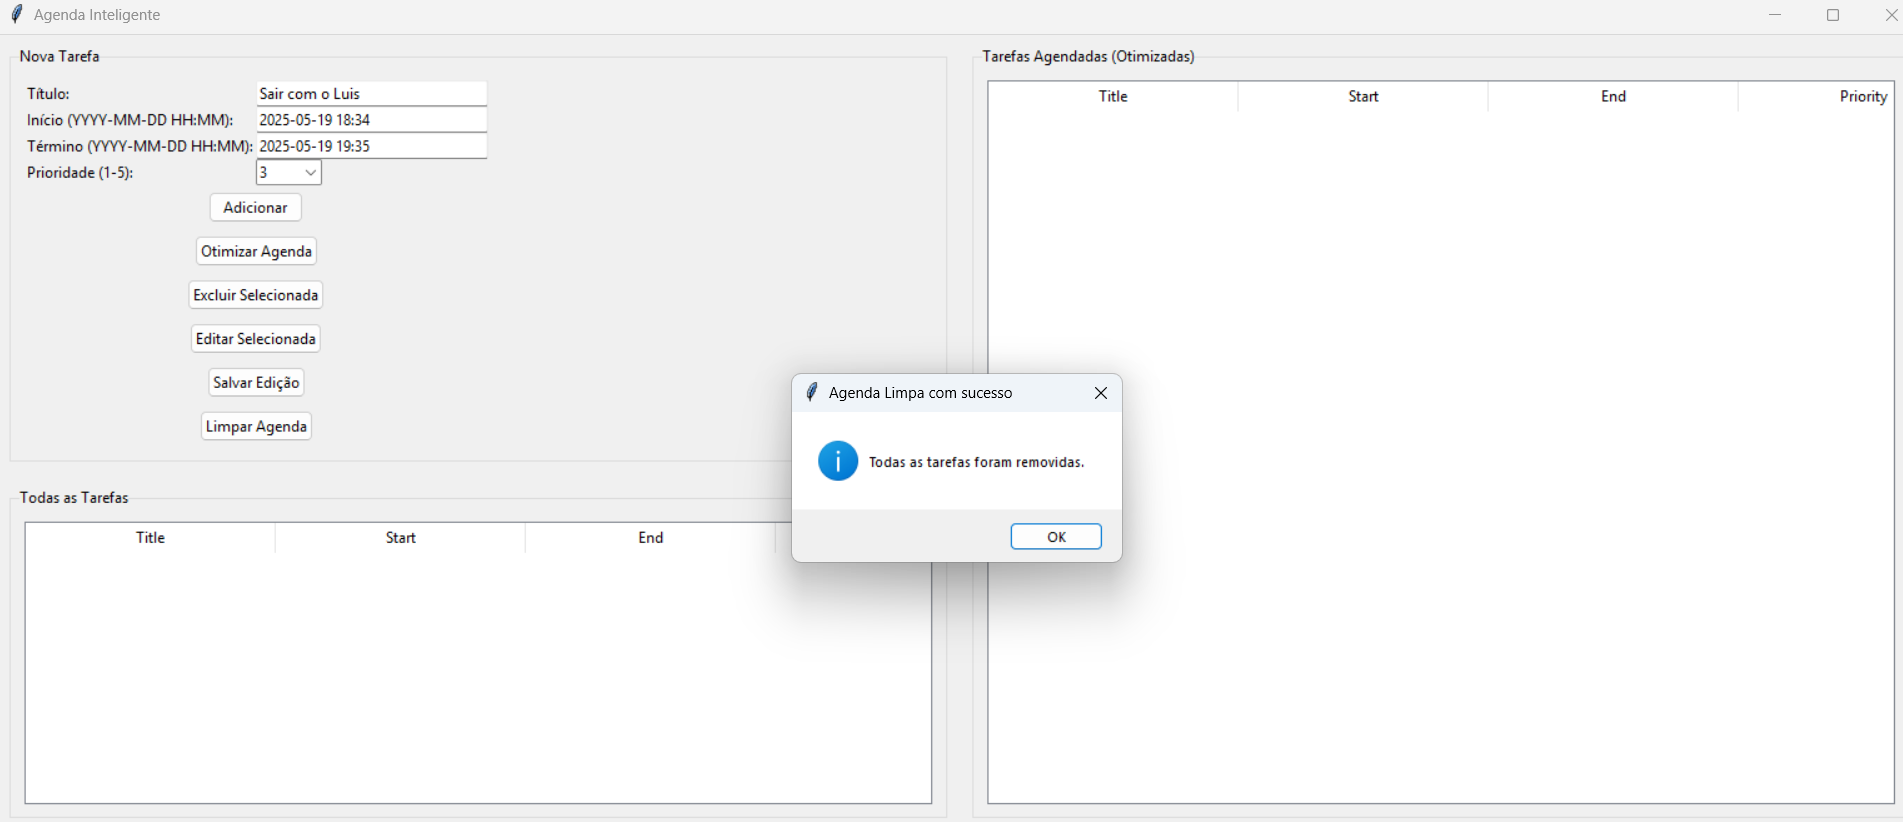 Agenda Inteligente
Nova Tarefa
Título: Sair com o Luis
Início (YYYY-MM-DD HH:MM): 2025-05-19 18:34
Término (YYYY-MM-DD HH:MM): 2025-05-19 19:35
Prioridade (1-5): 3
Adicionar
Otimizar Agenda
Excluir Selecionada
Editar Selecionada
Salvar Edição
Limpar Agenda
Todas as Tarefas
Title Start End
Tarefas Agendadas (Otimizadas)
Title Start End Priority
Agenda Limpa com sucesso
Todas as tarefas foram removidas.
OK